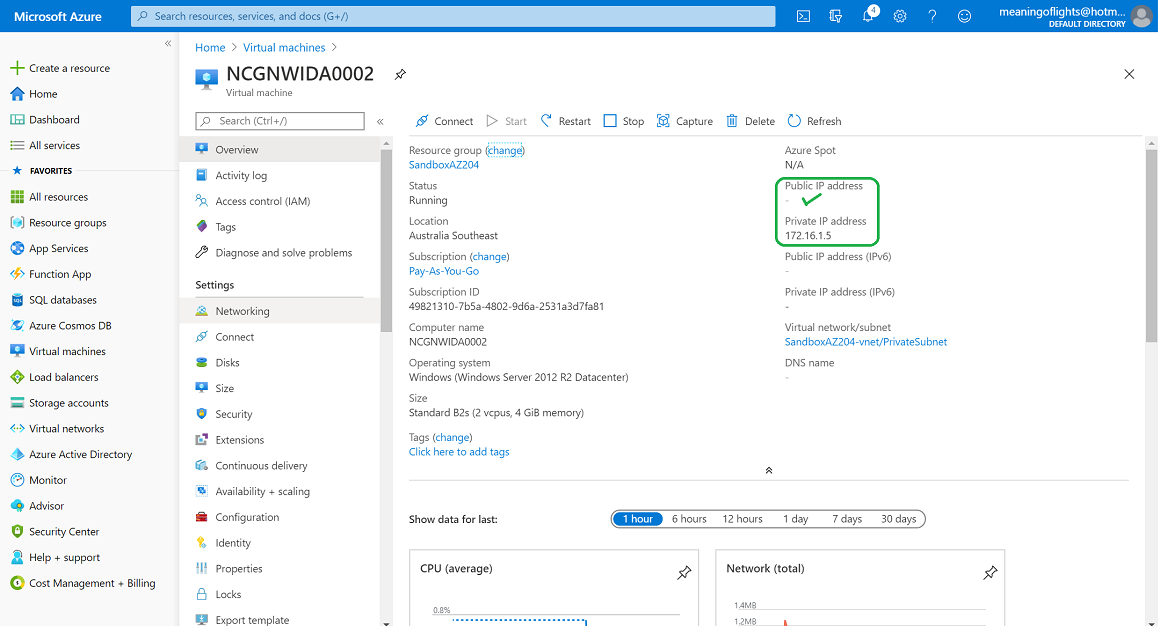 Microsoft Azure
Search resources, services, and docs (G+/)
4
meaningoflights@hotm...
DEFAULT DIRECTORY
«
Create a resource
Home
Dashboard
All services
FAVORITES
All resources
Resource groups
App Services
Function App
SQL databases
Azure Cosmos DB
Virtual machines
Load balancers
Storage accounts
Virtual networks
Azure Active Directory
Monitor
Advisor
Security Center
Help + support
Cost Management + Billing
Home > Virtual machines >
NCGNWIDA0002
Virtual machine
Search (Ctrl+/)
«
Overview
Activity log
Access control (IAM)
Tags
Diagnose and solve problems
Settings
Networking
Connect
Disks
Size
Security
Extensions
Continuous delivery
Availability + scaling
Configuration
Identity
Properties
Locks
Export template
Connect Start Restart Stop Capture Delete Refresh
Resource group (change)
SandboxAZ204
Status
Running
Location
Australia Southeast
Subscription (change)
Pay-As-You-Go
Subscription ID
49821310-7b5a-4802-9d6a-2531a3d7fa81
Computer name
NCGNWIDA0002
Operating system
Windows (Windows Server 2012 R2 Datacenter)
Size
Standard B2s (2 vcpus, 4 GiB memory)
Tags (change)
Click here to add tags
Azure Spot
N/A
Public IP address
-
Private IP address
172.16.1.5
Public IP address (IPv6)
-
Private IP address (IPv6)
-
Virtual network/subnet
SandboxAZ204-vnet/PrivateSubnet
DNS name
-
Show data for last:
1 hour 6 hours 12 hours 1 day 7 days 30 days
CPU (average)
0.8%
Network (total)
1.4MB
1.2MB